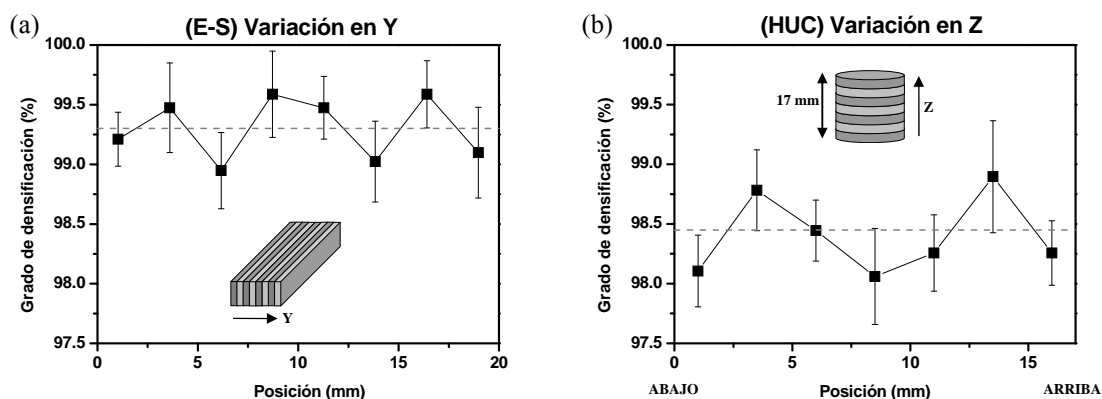 (a)
(E-S) Variación en Y
100.0
99.5
99.0
98.5
98.0
97.5
Grado de densificación (%)
Y
0
5
10
15
20
Posición (mm)
(b)
(HUC) Variación en Z
100.0
99.5
99.0
98.5
98.0
97.5
Grado de densificación (%)
17 mm
Z
0
5
10
15
ABAJO
Posición (mm)
ARRIBA